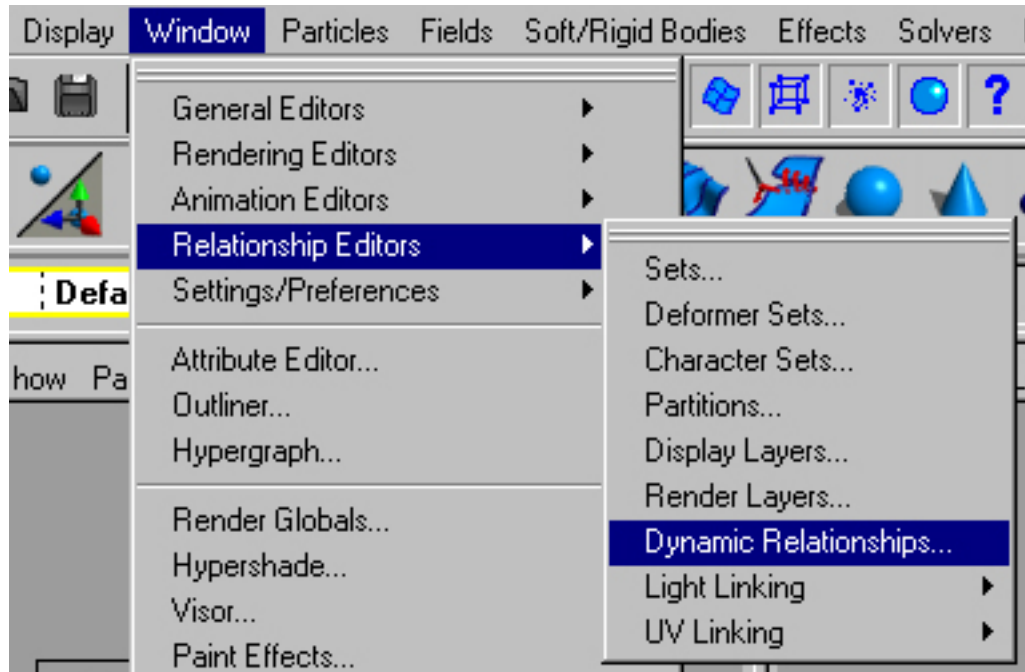 Display Window Particles Fields Soft/Rigid Bodies Effects Solvers
?
General Editors
Rendering Editors
Animation Editors
Relationship Editors
Settings/Preferences
Attribute Editor...
Outliner...
Hypergraph...
Render Globals...
Hypershade...
Visor...
Paint Effects...
Sets...
Deformer Sets...
Character Sets...
Partitions...
Display Layers...
Render Layers...
Dynamic Relationships...
Light Linking
UV Linking
Defa
how Pa